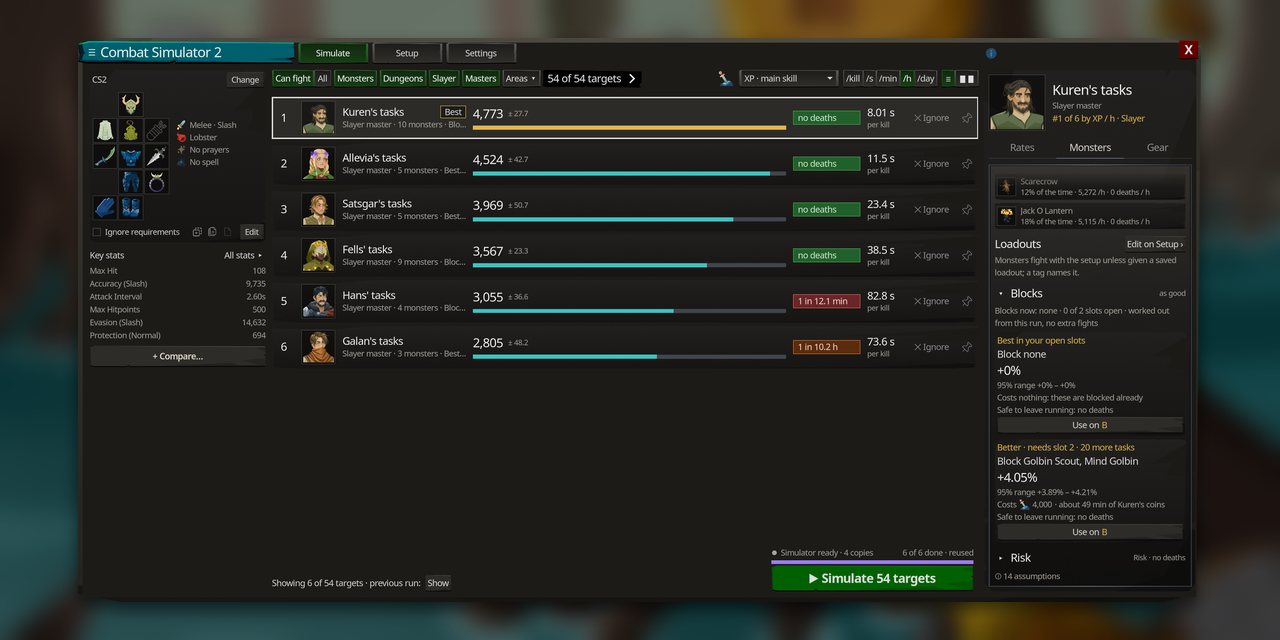 ☰ Combat Simulator 2
Simulate
Setup
Settings
X
CS2
Change
Melee · Slash
Lobster
No prayers
No spell
Ignore requirements
Edit
Key stats
All stats ▸
Max Hit 108
Accuracy (Slash) 9,735
Attack Interval 2.60s
Max Hitpoints 500
Evasion (Slash) 14,632
Protection (Normal) 694
+ Compare...
Can fight All Monsters Dungeons Slayer Masters Areas ▾ 54 of 54 targets
XP · main skill
/kill /s /min /h /day
1
Kuren's tasks
Best
Slayer master · 10 monsters · Blo...
4,773 ± 27.7
no deaths
8.01 s
per kill
Ignore
2
Allevia's tasks
Slayer master · 5 monsters · Best...
4,524 ± 42.7
no deaths
11.5 s
per kill
Ignore
3
Satsgar's tasks
Slayer master · 5 monsters · Best...
3,969 ± 50.7
no deaths
23.4 s
per kill
Ignore
4
Fells' tasks
Slayer master · 9 monsters · Bloc...
3,567 ± 23.3
no deaths
38.5 s
per kill
Ignore
5
Hans' tasks
Slayer master · 4 monsters · Bloc...
3,055 ± 36.6
1 in 12.1 min
82.8 s
per kill
Ignore
6
Galan's tasks
Slayer master · 3 monsters · Best...
2,805 ± 48.2
1 in 10.2 h
73.6 s
per kill
Ignore
Showing 6 of 54 targets · previous run: Show
Simulator ready · 4 copies
6 of 6 done · reused
▶ Simulate 54 targets
Kuren's tasks
Slayer master
#1 of 6 by XP / h · Slayer
Rates
Monsters
Gear
Scarecrow
12% of the time · 5,272 /h · 0 deaths / h
Jack O Lantern
18% of the time · 5,115 /h · 0 deaths / h
Loadouts
Edit on Setup ›
Monsters fight with the setup unless given a saved
loadout; a tag names it.
▾ Blocks
as good
Blocks now: none · 0 of 2 slots open · worked out
from this run, no extra fights
Best in your open slots
Block none
+0%
95% range +0% – +0%
Costs nothing: these are blocked already
Safe to leave running: no deaths
Use on B
Better · needs slot 2 · 20 more tasks
Block Golbin Scout, Mind Golbin
+4.05%
95% range +3.89% – +4.21%
Costs 4,000 · about 49 min of Kuren's coins
Safe to leave running: no deaths
Use on B
▸ Risk
Risk · no deaths
14 assumptions